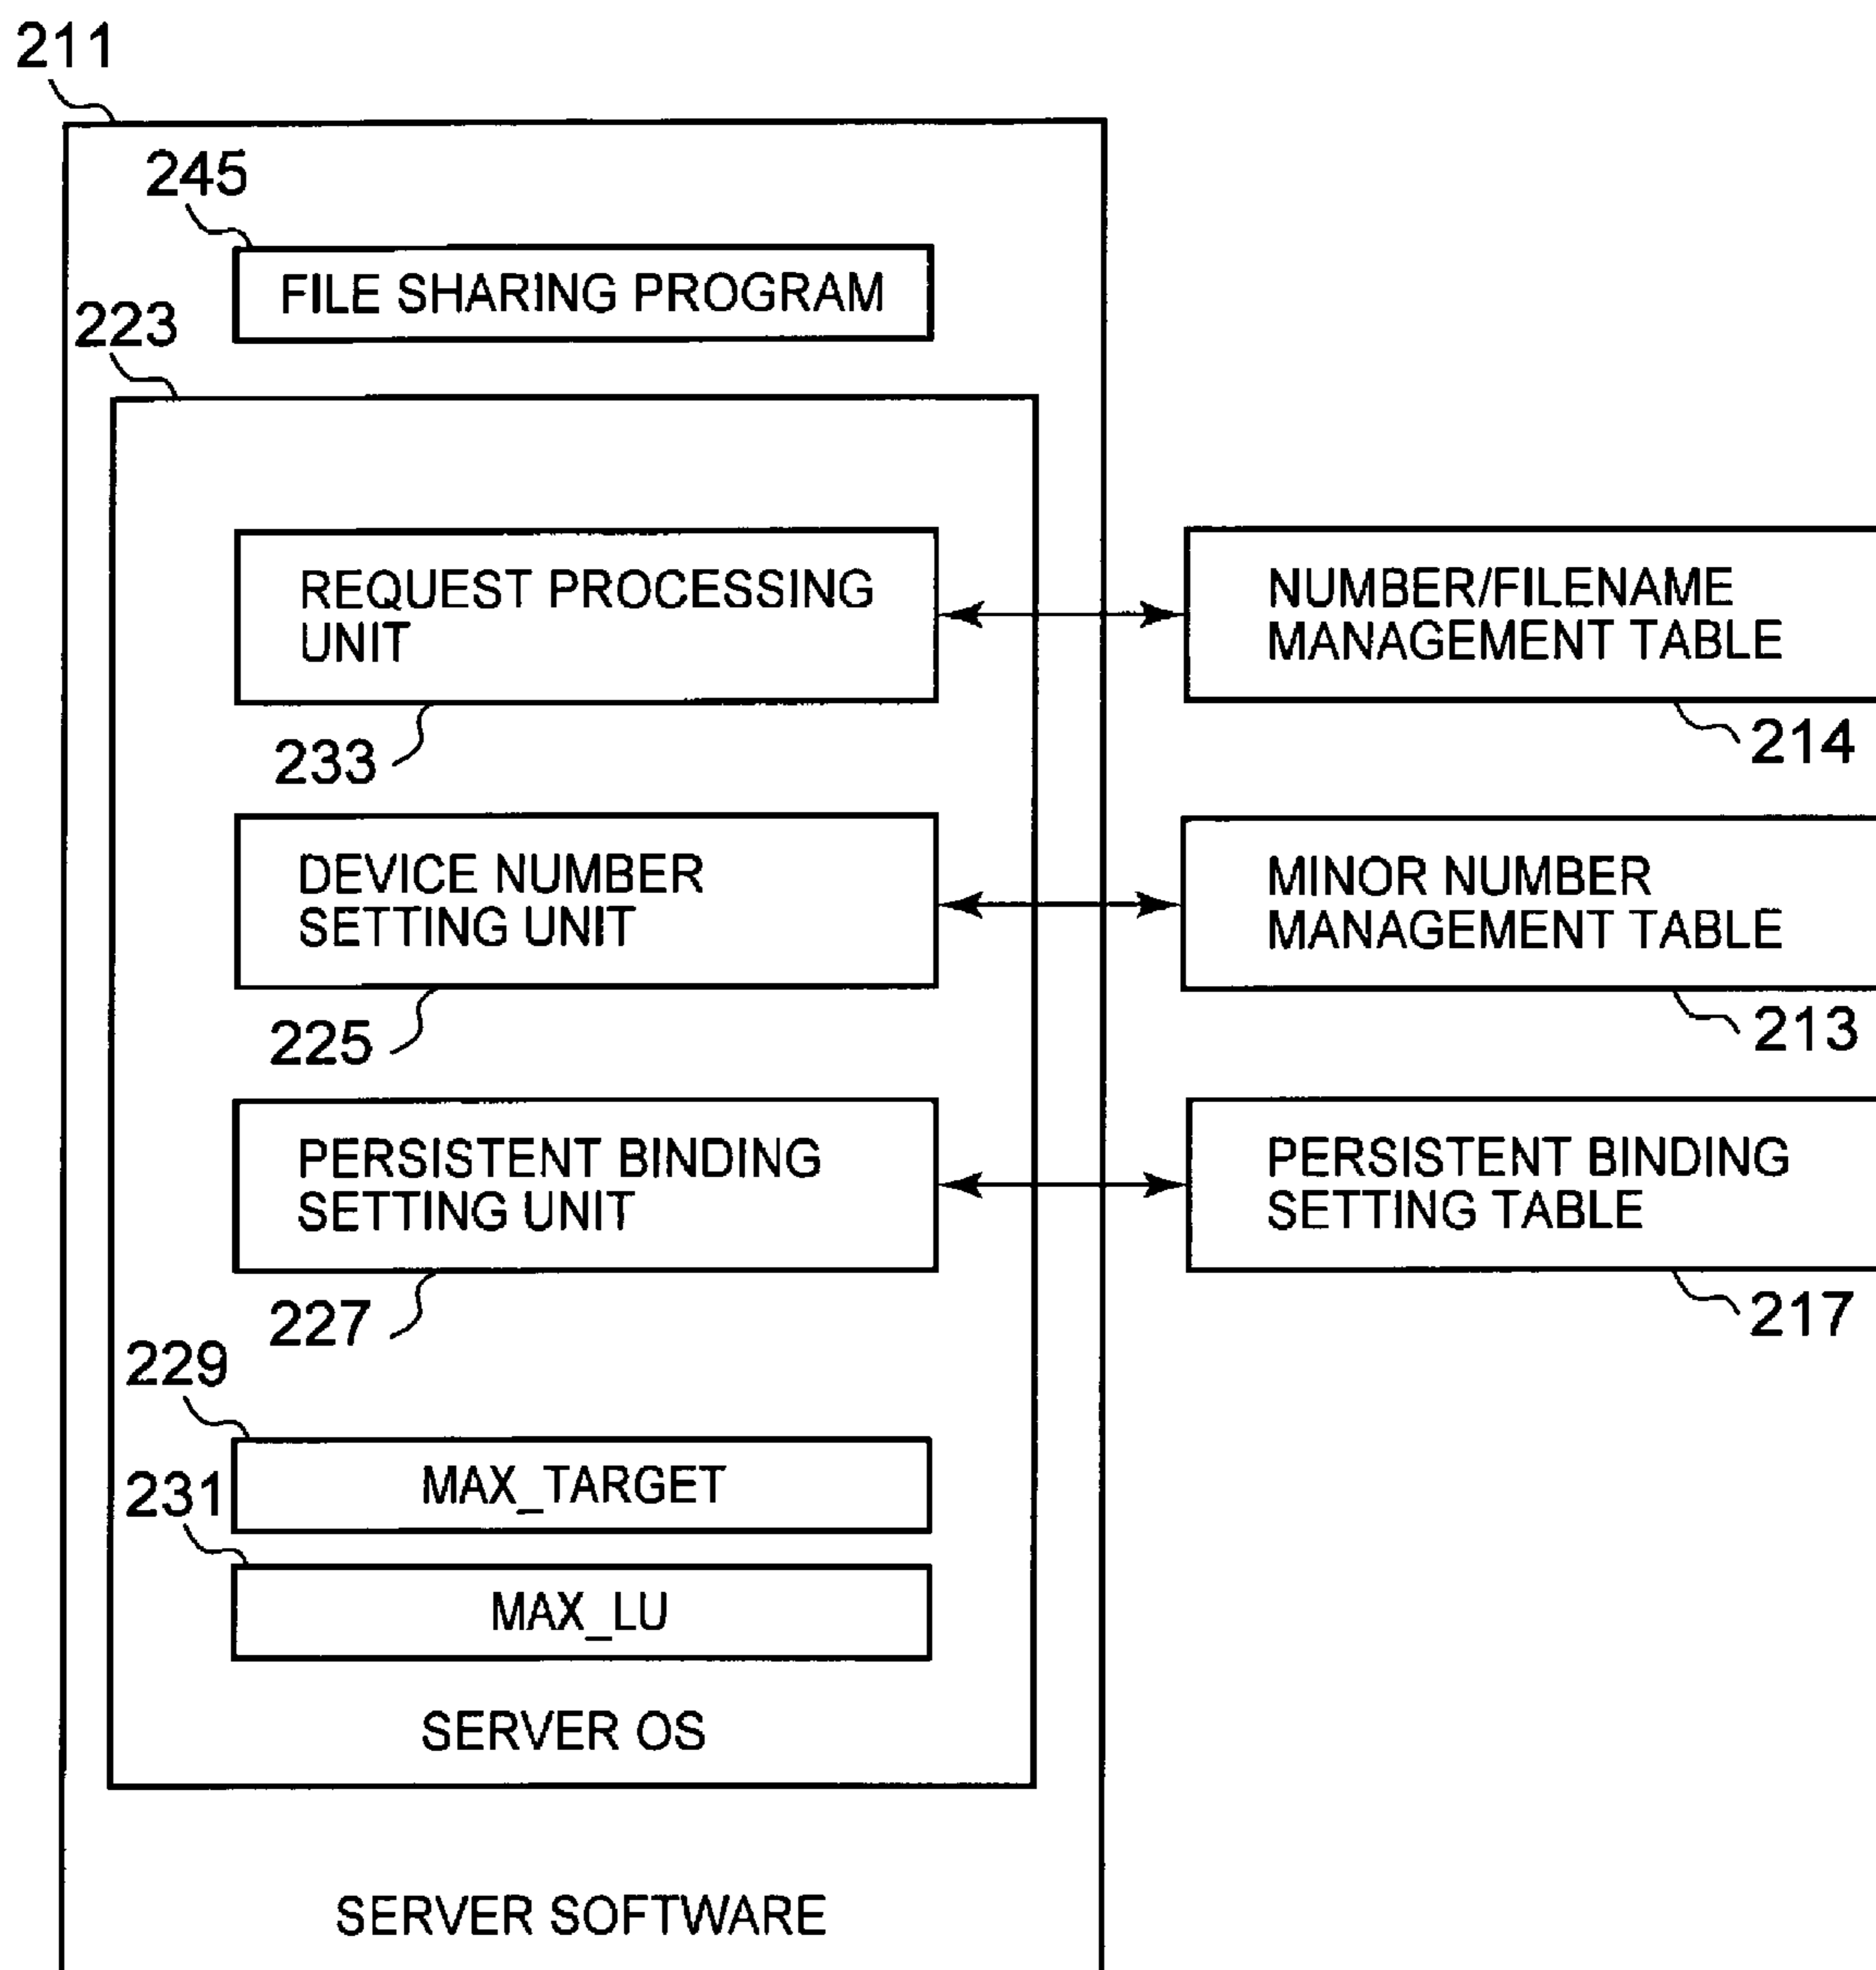 211
245
FILE SHARING PROGRAM
223
REQUEST PROCESSING
UNIT
233
NUMBER/FILENAME
MANAGEMENT TABLE
214
DEVICE NUMBER
SETTING UNIT
225
MINOR NUMBER
MANAGEMENT TABLE
213
PERSISTENT BINDING
SETTING UNIT
227
PERSISTENT BINDING
SETTING TABLE
217
229
MAX_TARGET
231
MAX_LU
SERVER OS
SERVER SOFTWARE